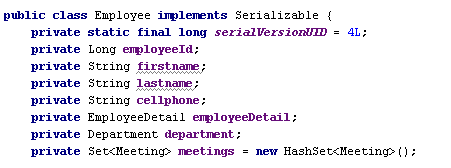 public class Employee implements Serializable {
    private static final long serialVersionUID = 4L;
    private Long employeeId;
    private String firstname;
    private String lastname;
    private String cellphone;
    private EmployeeDetail employeeDetail;
    private Department department;
    private Set<Meeting> meetings = new HashSet<Meeting>();